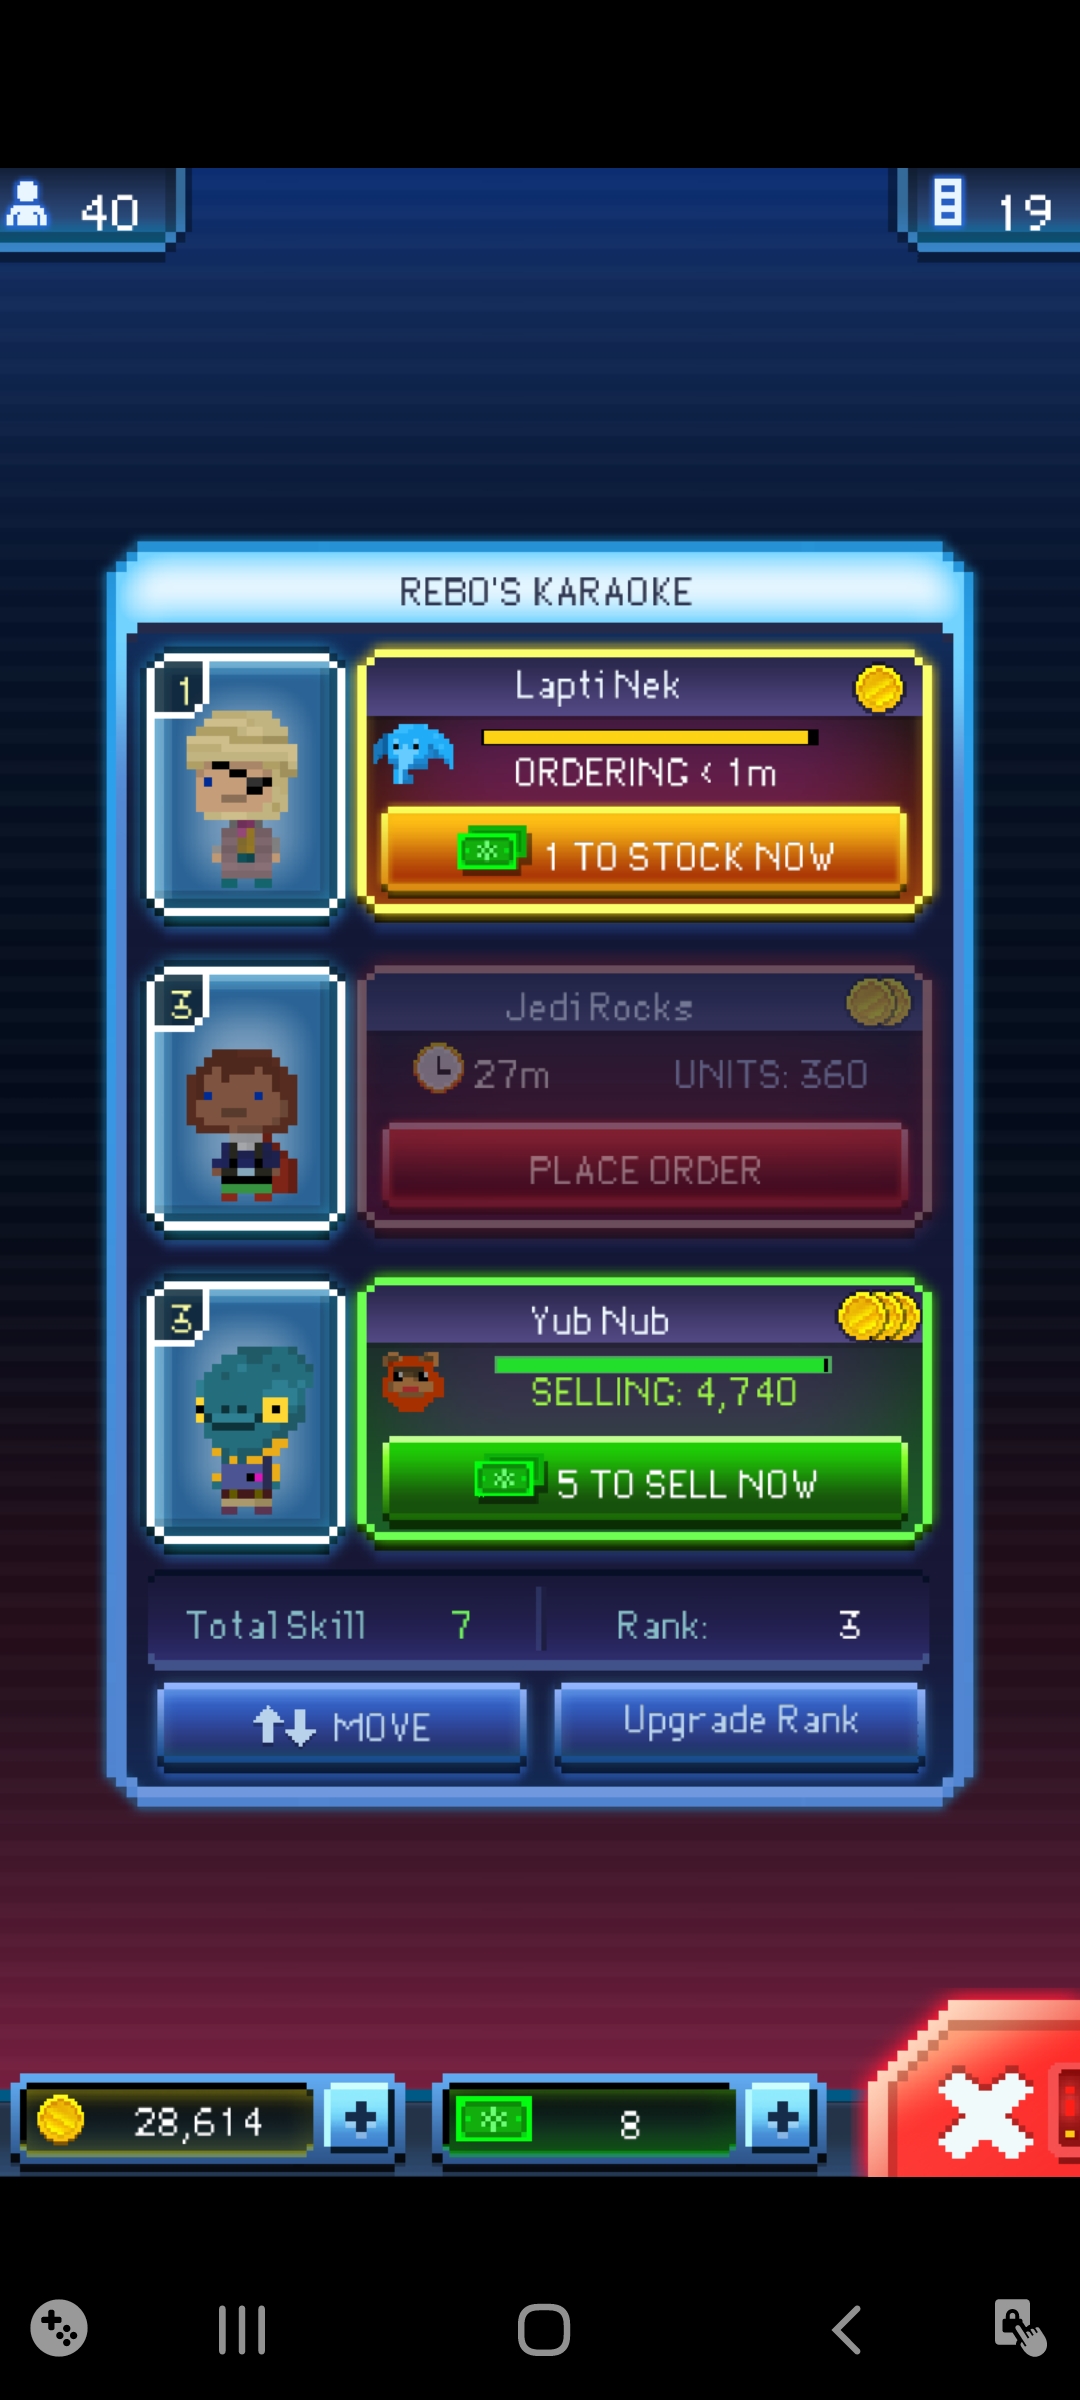 40
19
REBO'S KARAOKE
1
Lapti Nek
ORDERING < 1m
1 TO STOCK NOW
3
Jedi Rocks
27m UNITS: 360
PLACE ORDER
3
Yub Nub
SELLING: 4,740
5 TO SELL NOW
Total Skill 7 Rank: 3
MOVE Upgrade Rank
28,614 8